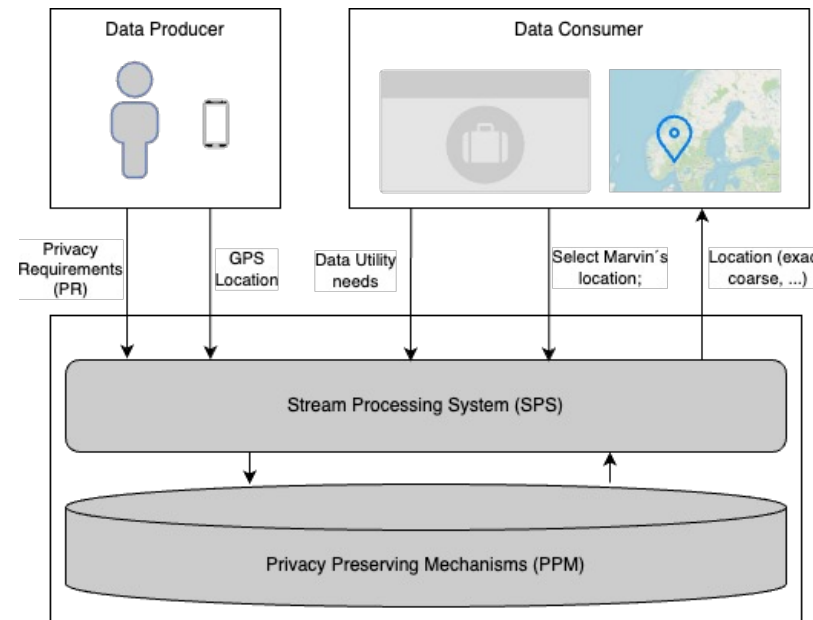 Data Producer
Data Consumer
Privacy
Requirements
(PR)
GPS
Location
Data Utility
needs
Select Marvin´s
location;
Location (exac
coarse, ...)
Stream Processing System (SPS)
Privacy Preserving Mechanisms (PPM)